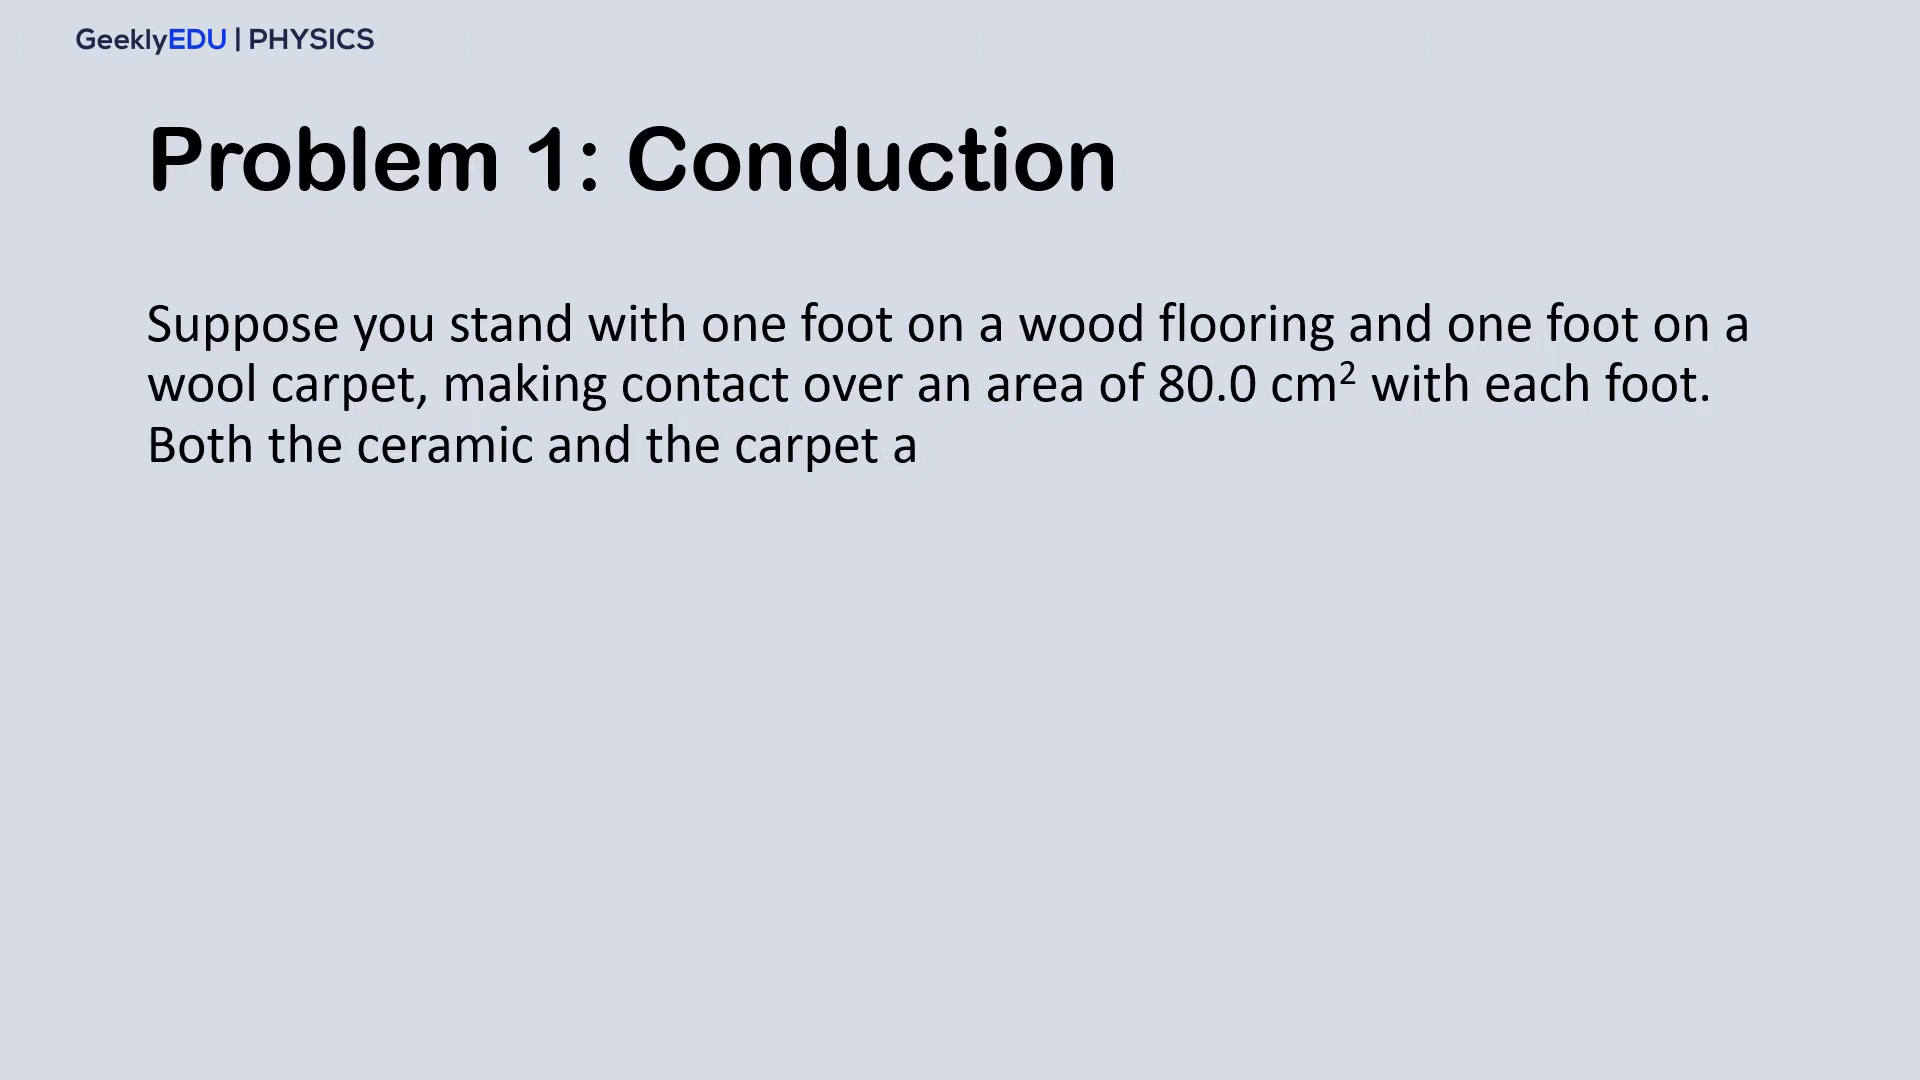 GeeklyEDU | PHYSICS
Problem 1: Conduction
Suppose you stand with one foot on a wood flooring and one foot on a
wool carpet, making contact over an area of 80.0 cm² with each foot.
Both the ceramic and the carpet a